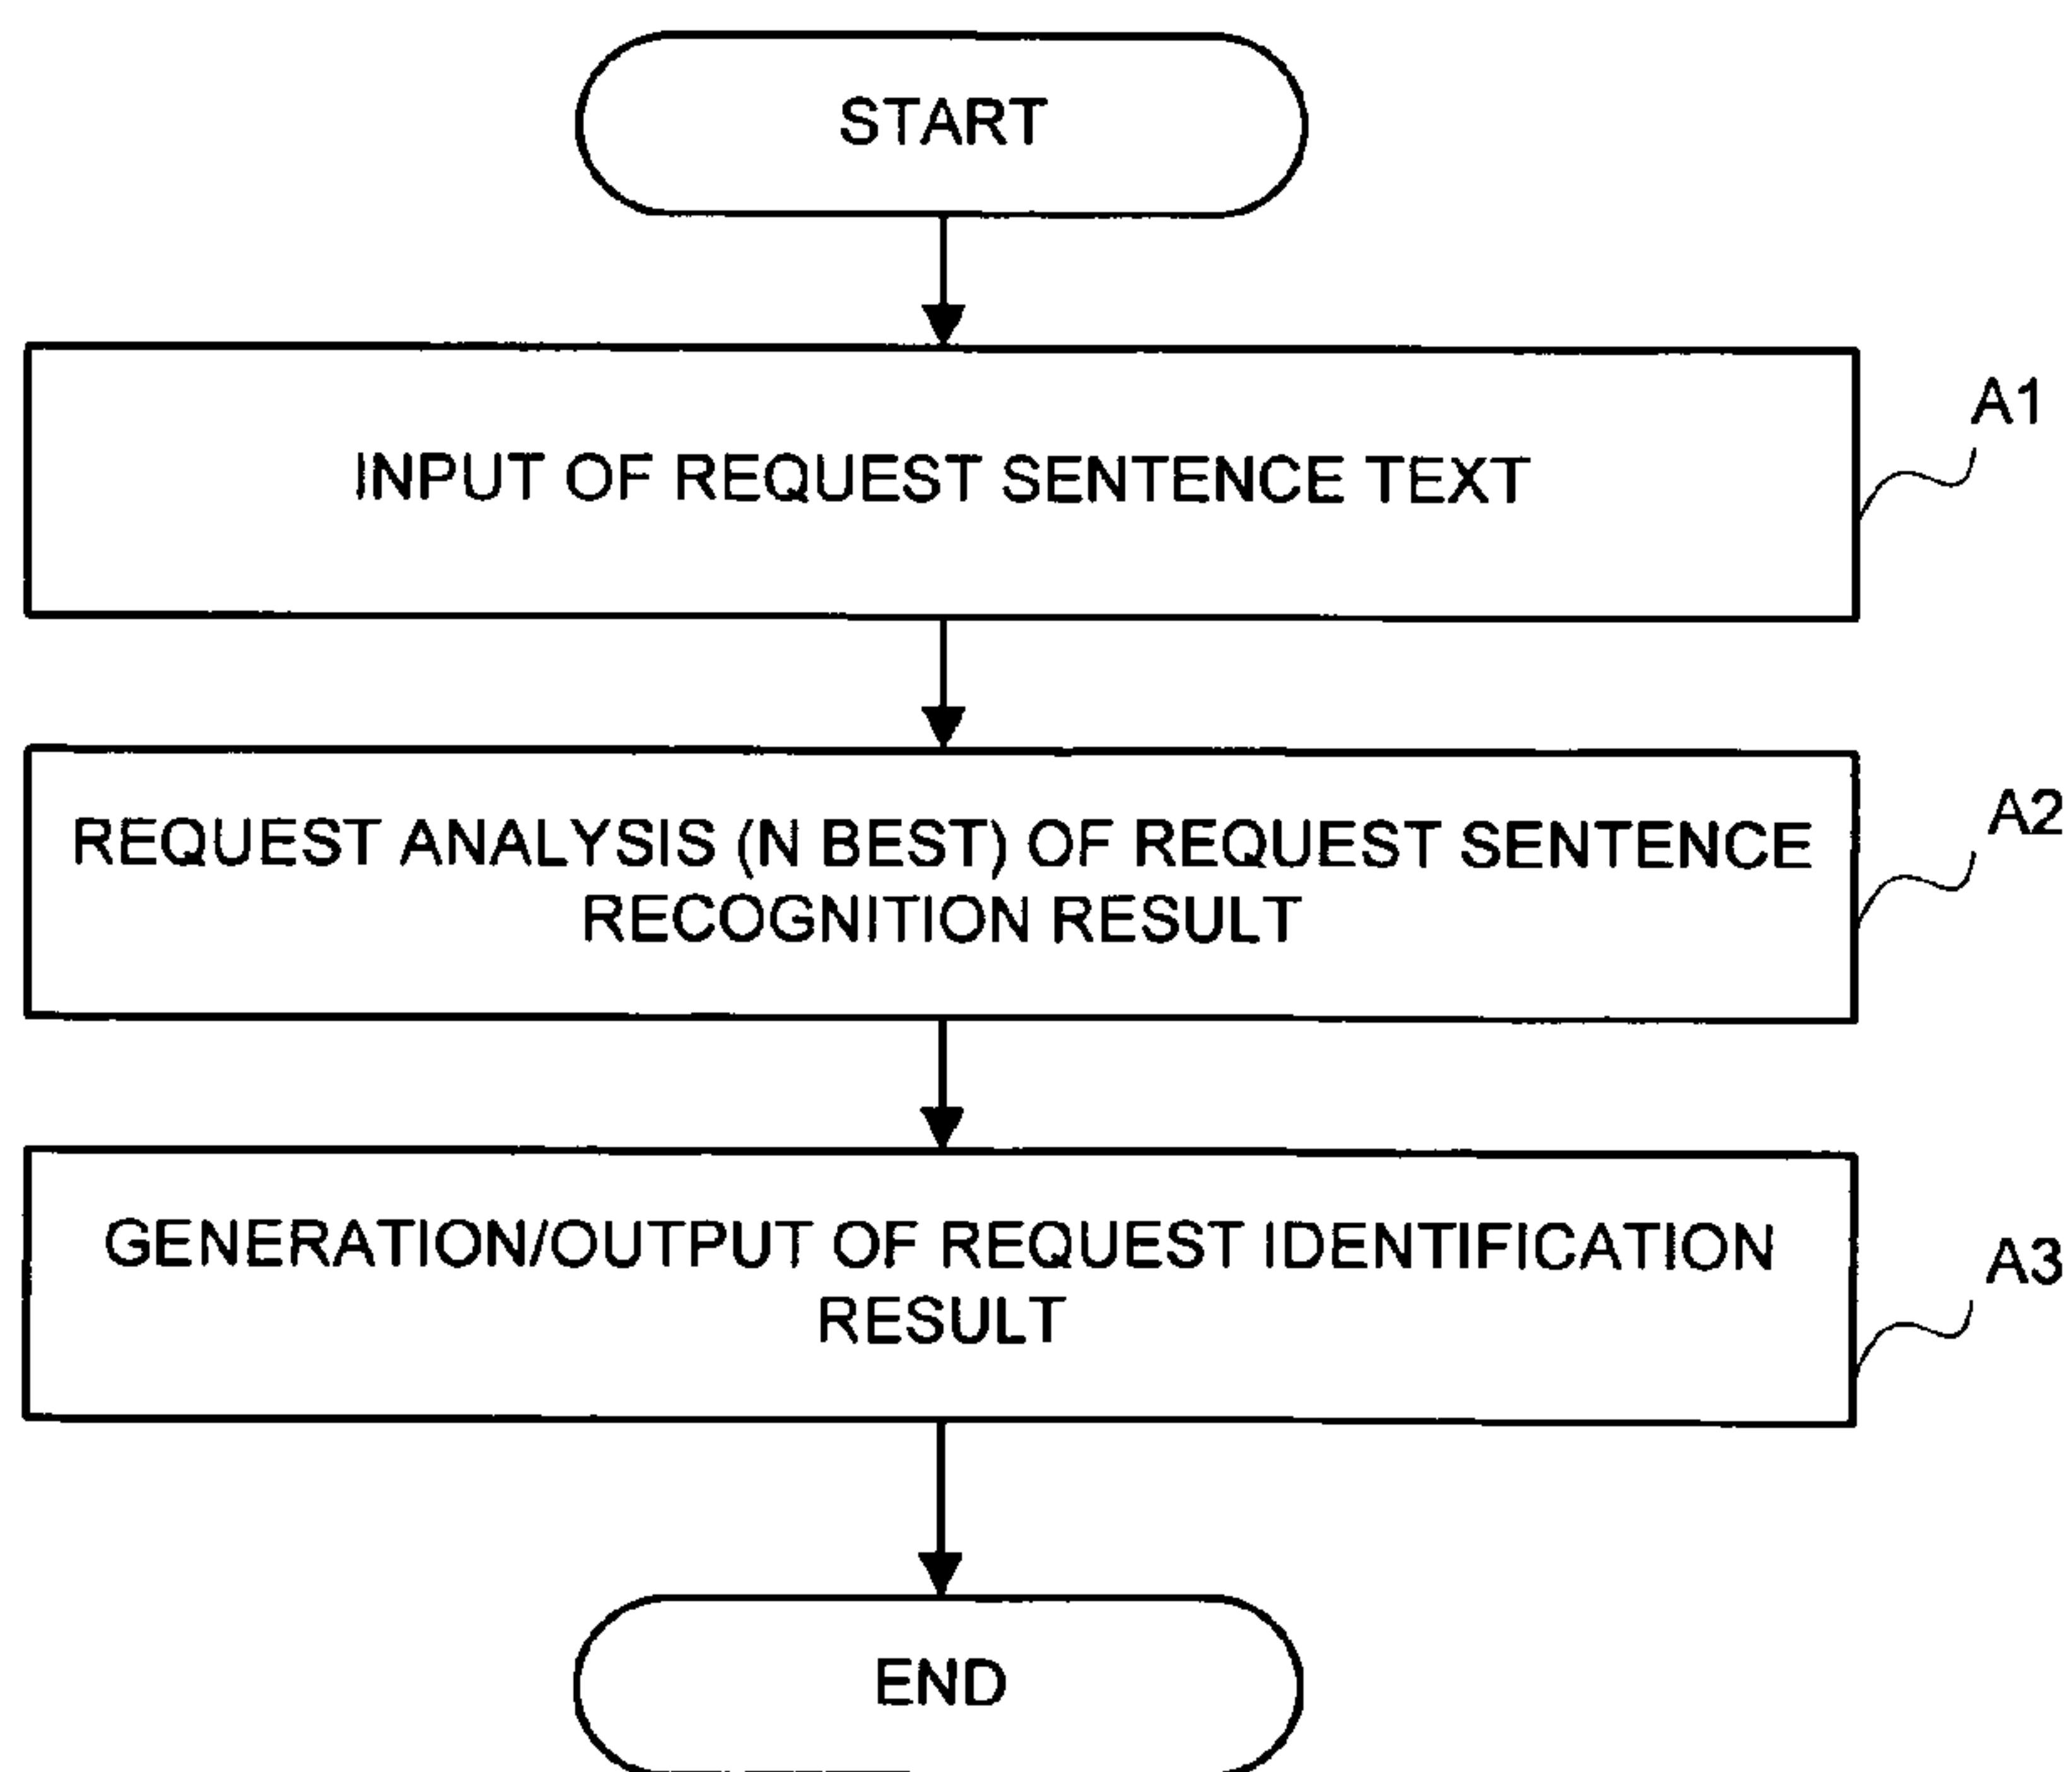 START
A1
INPUT OF REQUEST SENTENCE TEXT
A2
REQUEST ANALYSIS (N BEST) OF REQUEST SENTENCE
RECOGNITION RESULT
A3
GENERATION/OUTPUT OF REQUEST IDENTIFICATION
RESULT
END